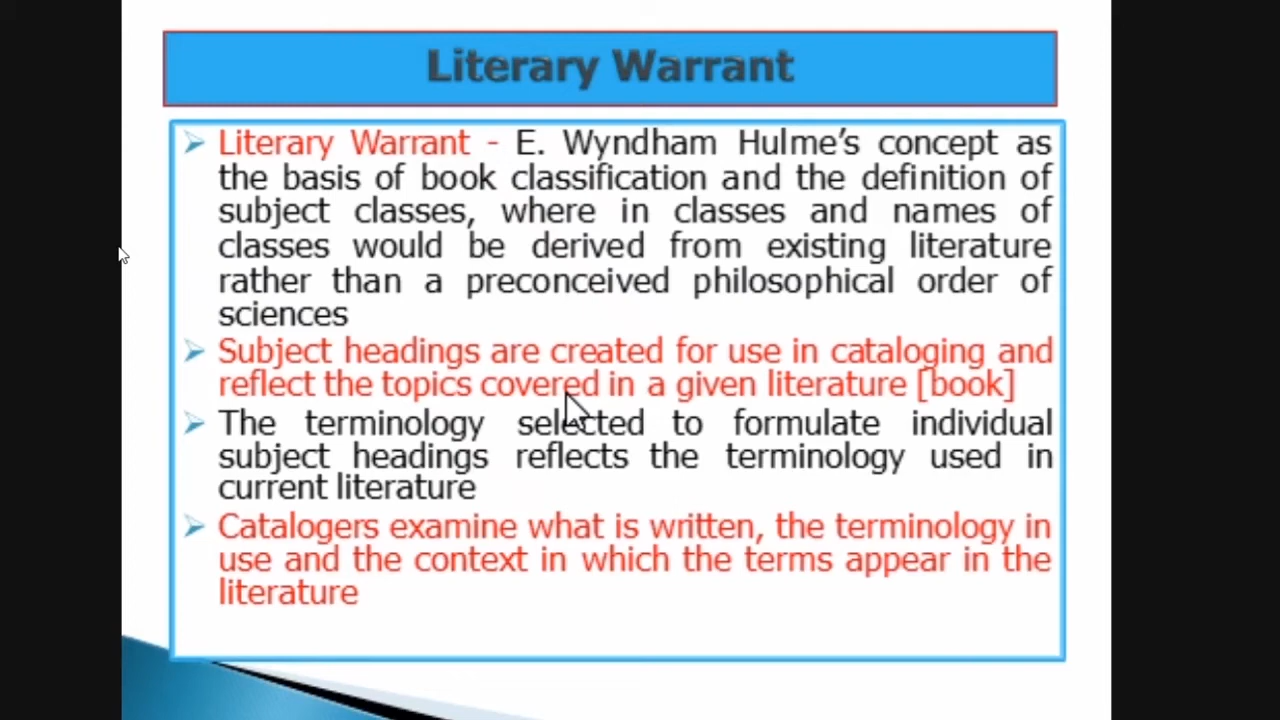 Literary Warrant
Literary Warrant - E. Wyndham Hulme's concept as
the basis of book classification and the definition of
subject classes, where in classes and names of
classes would be derived from existing literature
rather than a preconceived philosophical order of
sciences
Subject headings are created for use in cataloging and
reflect the topics covered in a given literature [book]
The terminology selected to formulate individual
subject headings reflects the terminology used in
current literature
Catalogers examine what is written, the terminology in
use and the context in which the terms appear in the
literature